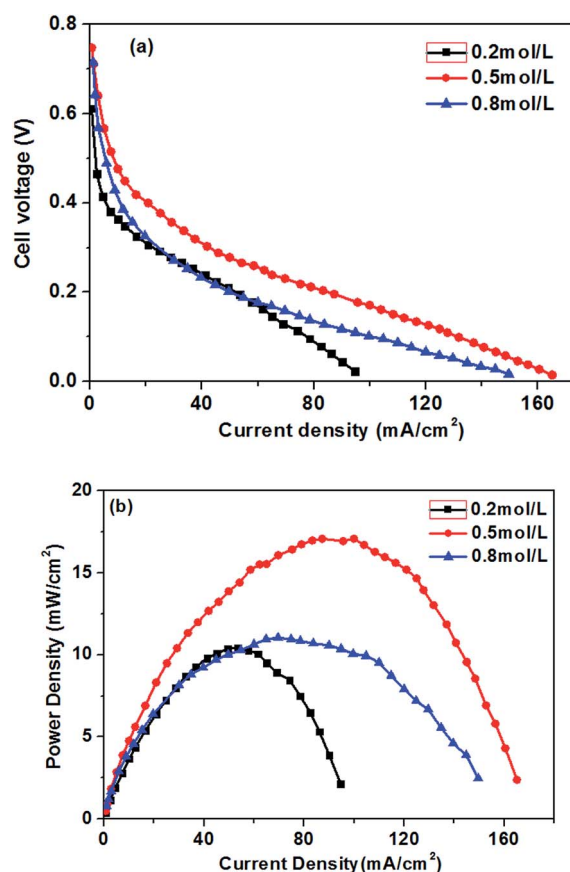 (a)
0.2mol/L
0.5mol/L
0.8mol/L
Cell voltage (V)
0.8
0.6
0.4
0.2
0.0
0 40 80 120 160
Current density (mA/cm²)
(b)
0.2mol/L
0.5mol/L
0.8mol/L
Power Density (mW/cm²)
20
15
10
5
0
0 40 80 120 160
Current Density(mA/cm²)